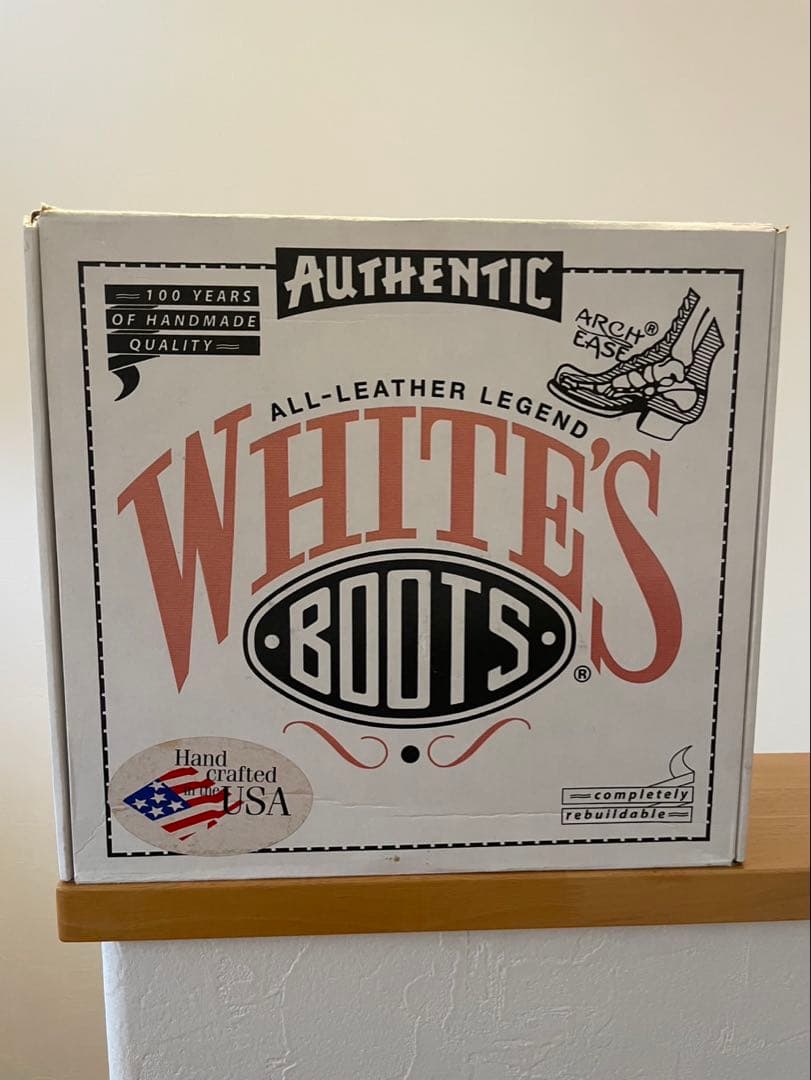 AUTHENTIC
100 YEARS
OF HANDMADE
QUALITY
ARCH®
EASE
ALL-LEATHER LEGEND
WHITE'S
BOOTS®
Hand
crafted
in the USA
completely
rebuildable